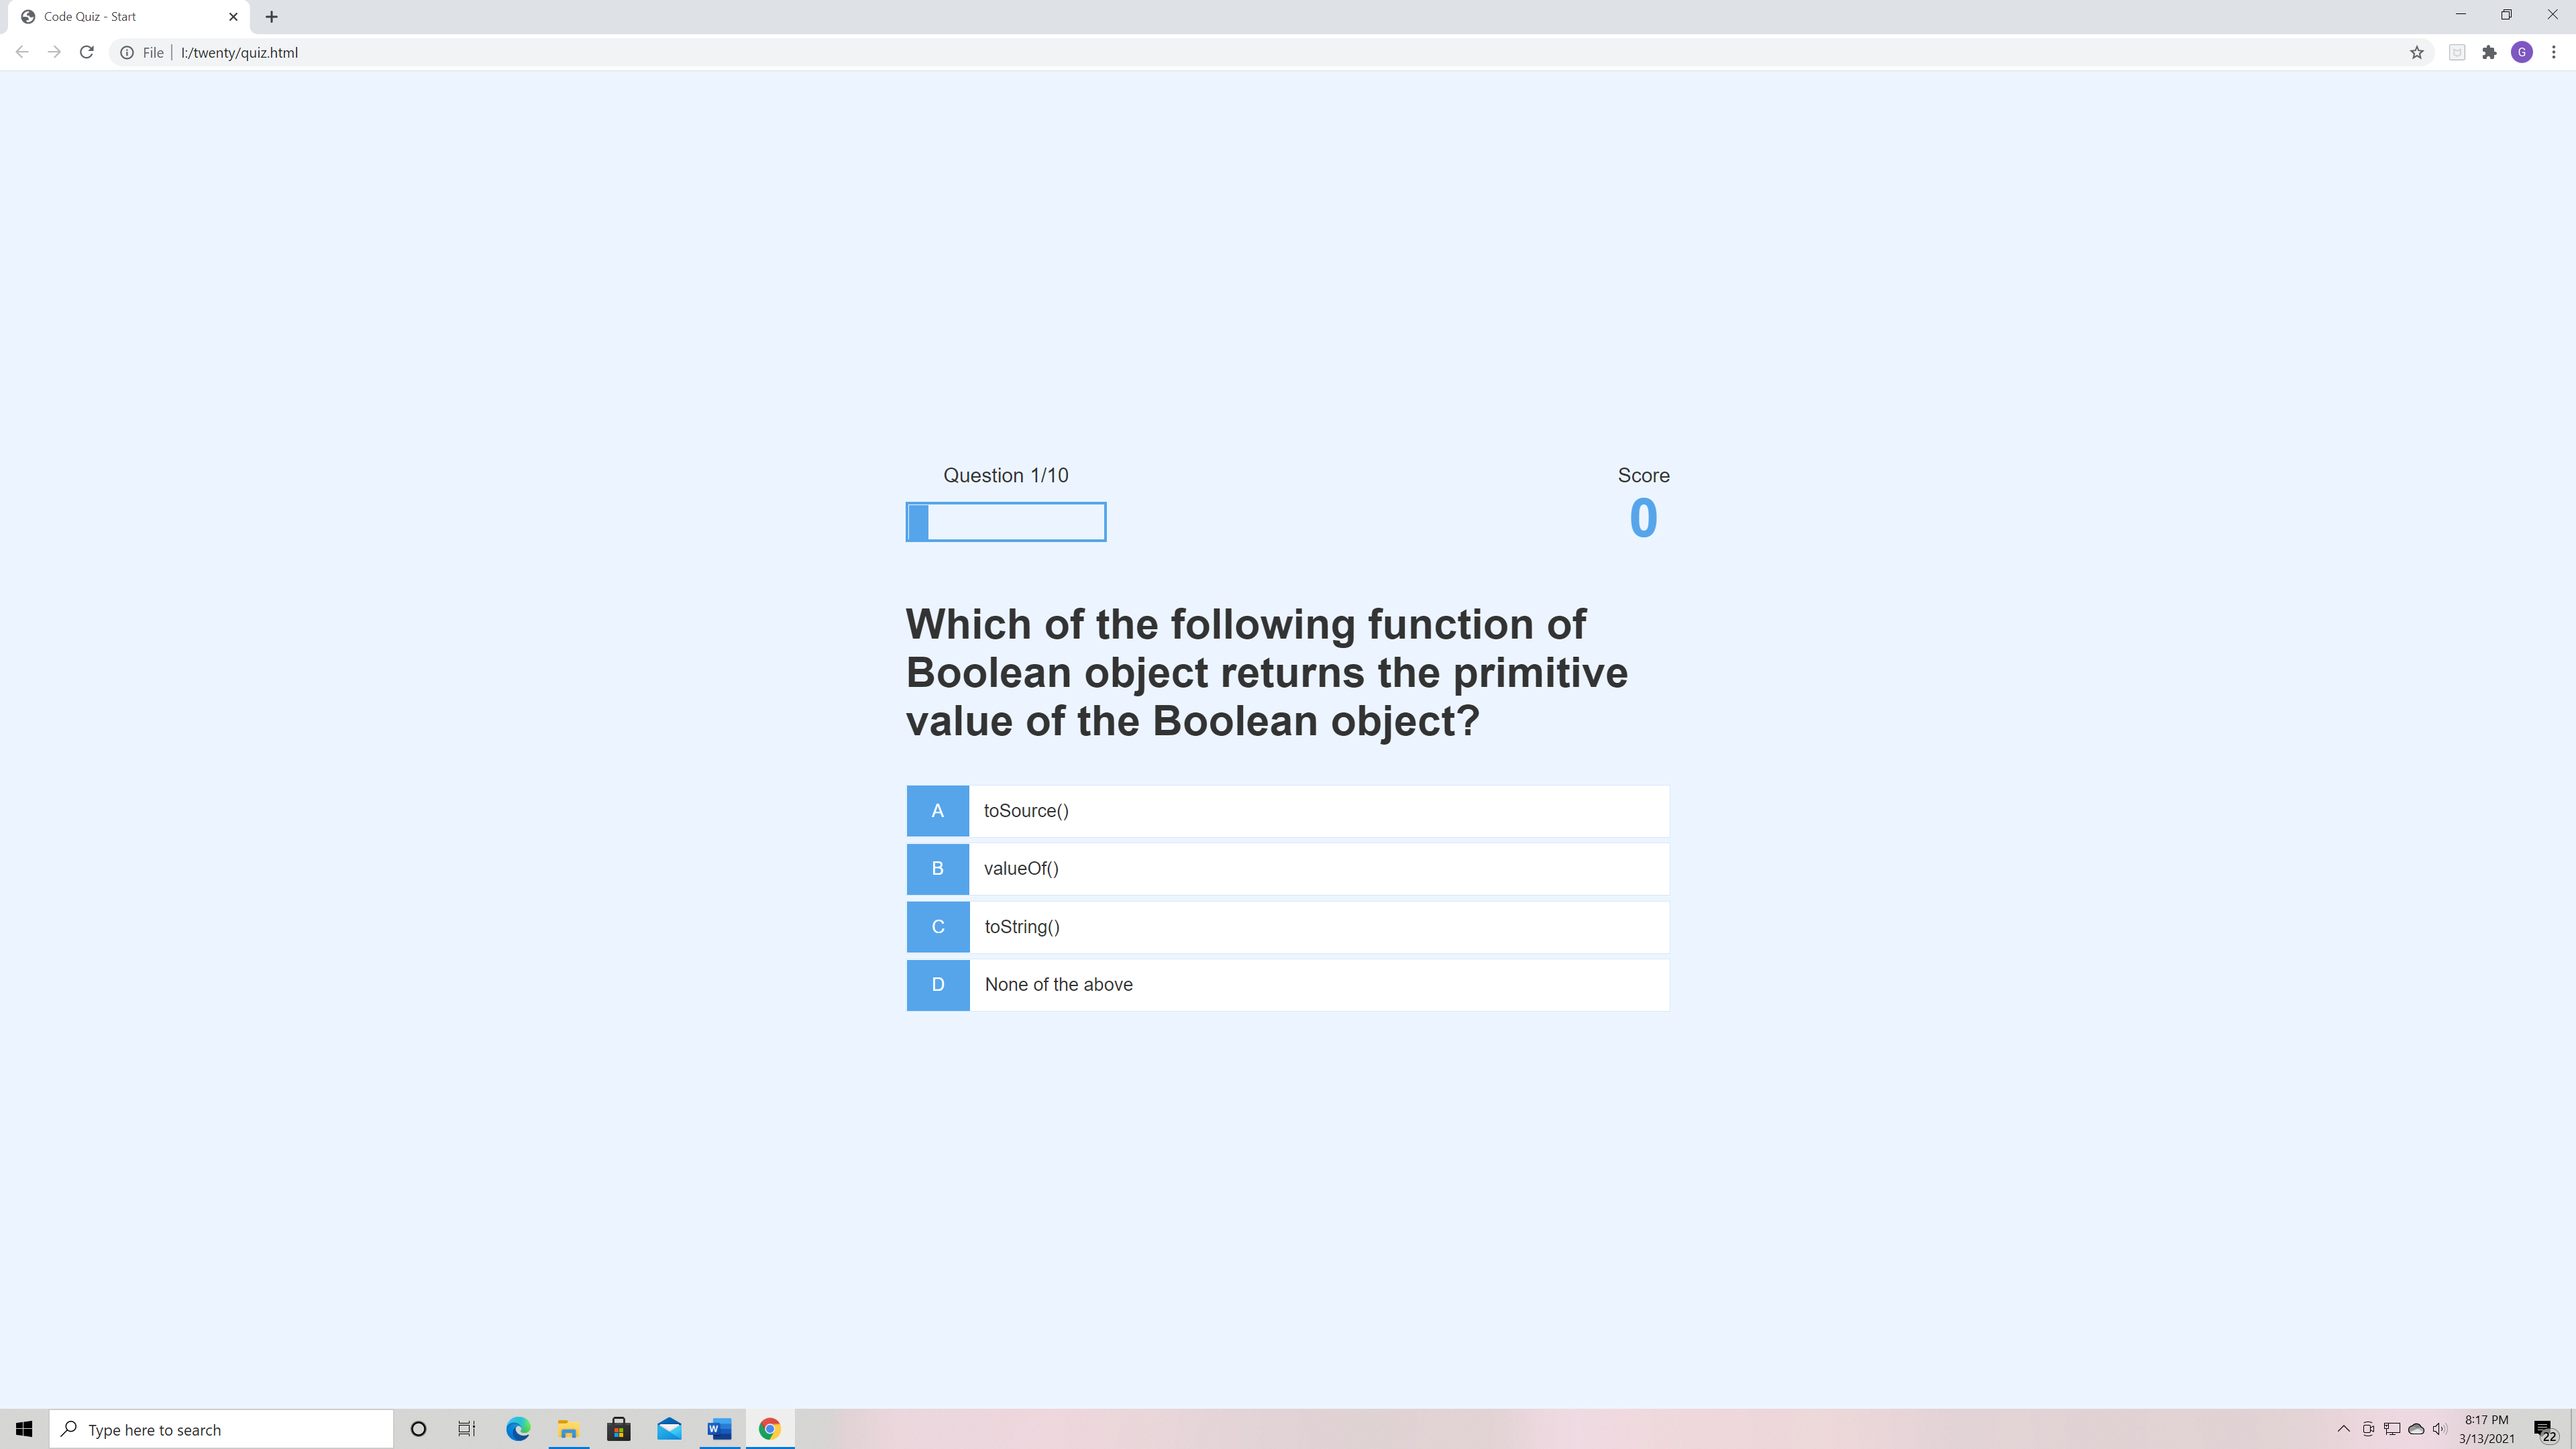 Code Quiz - Start
File | I:/twenty/quiz.html
G
Question 1/10
Score
0
Which of the following function of
Boolean object returns the primitive
value of the Boolean object?
A toSource()
B valueOf()
C toString()
D None of the above
Type here to search
W
8:17 PM
3/13/2021
22